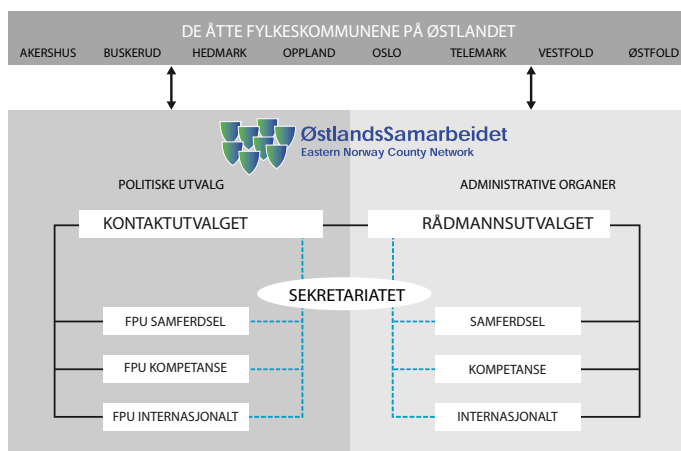 DE ÅTTE FYLKESKOMMUNENE PÅ ØSTLANDET
AKERSHUS BUSKERUD HEDMARK OPPLAND OSLO TELEMARK VESTFOLD ØSTFOLD
ØstlandsSamarbeidet
Eastern Norway County Network
POLITISKE UTVALG ADMINISTRATIVE ORGANER
KONTAKTUTVALGET RÅDMANNSUTVALGET
SEKRETARIATET
FPU SAMFERDSEL SAMFERDSEL
FPU KOMPETANSE KOMPETANSE
FPU INTERNASJONALT INTERNASJONALT